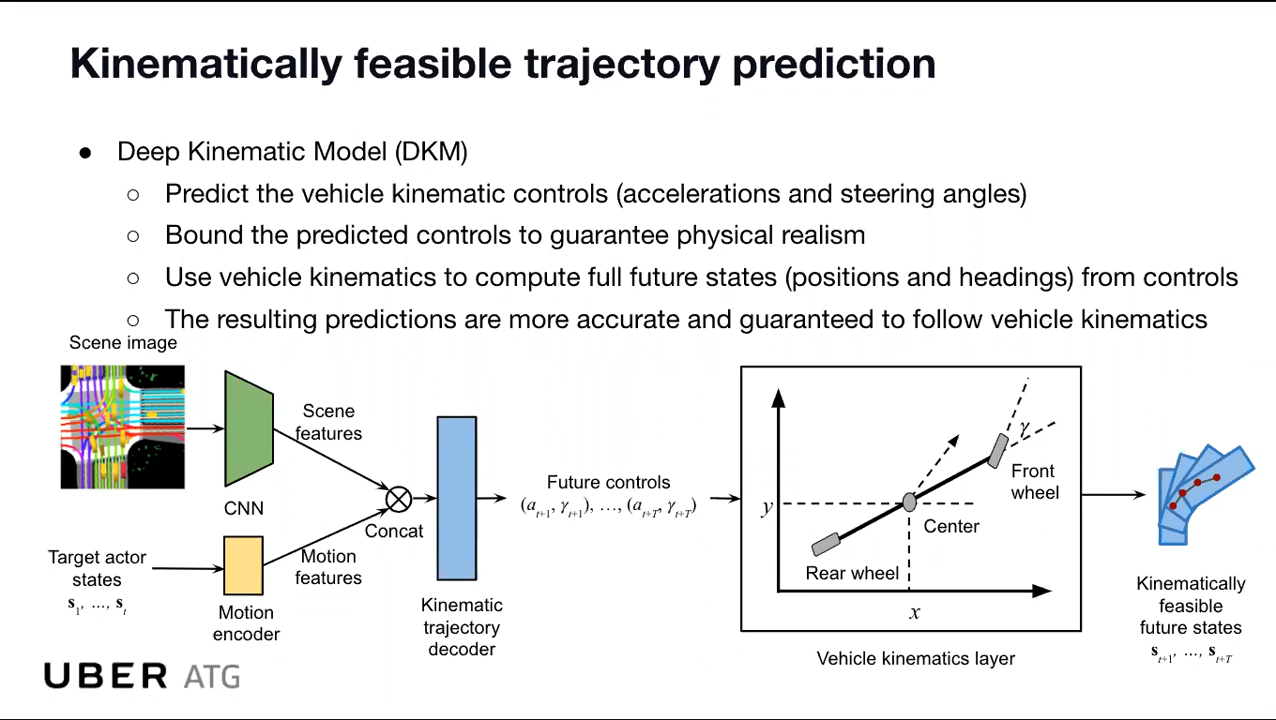 Kinematically feasible trajectory prediction
● Deep Kinematic Model (DKM)
○ Predict the vehicle kinematic controls (accelerations and steering angles)
○ Bound the predicted controls to guarantee physical realism
○ Use vehicle kinematics to compute full future states (positions and headings) from controls
○ The resulting predictions are more accurate and guaranteed to follow vehicle kinematics
Scene image
CNN
Scene
features
Target actor
states
s₁, ..., sₜ
Motion
encoder
Motion
features
Concat
Kinematic
trajectory
decoder
Future controls
(aₜ₊₁, γₜ₊₁), ..., (aₜ₊T, γₜ₊T)
y
x
γ
Front
wheel
Center
Rear wheel
Vehicle kinematics layer
Kinematically
feasible
future states
sₜ₊₁, ..., sₜ₊T
UBER ATG